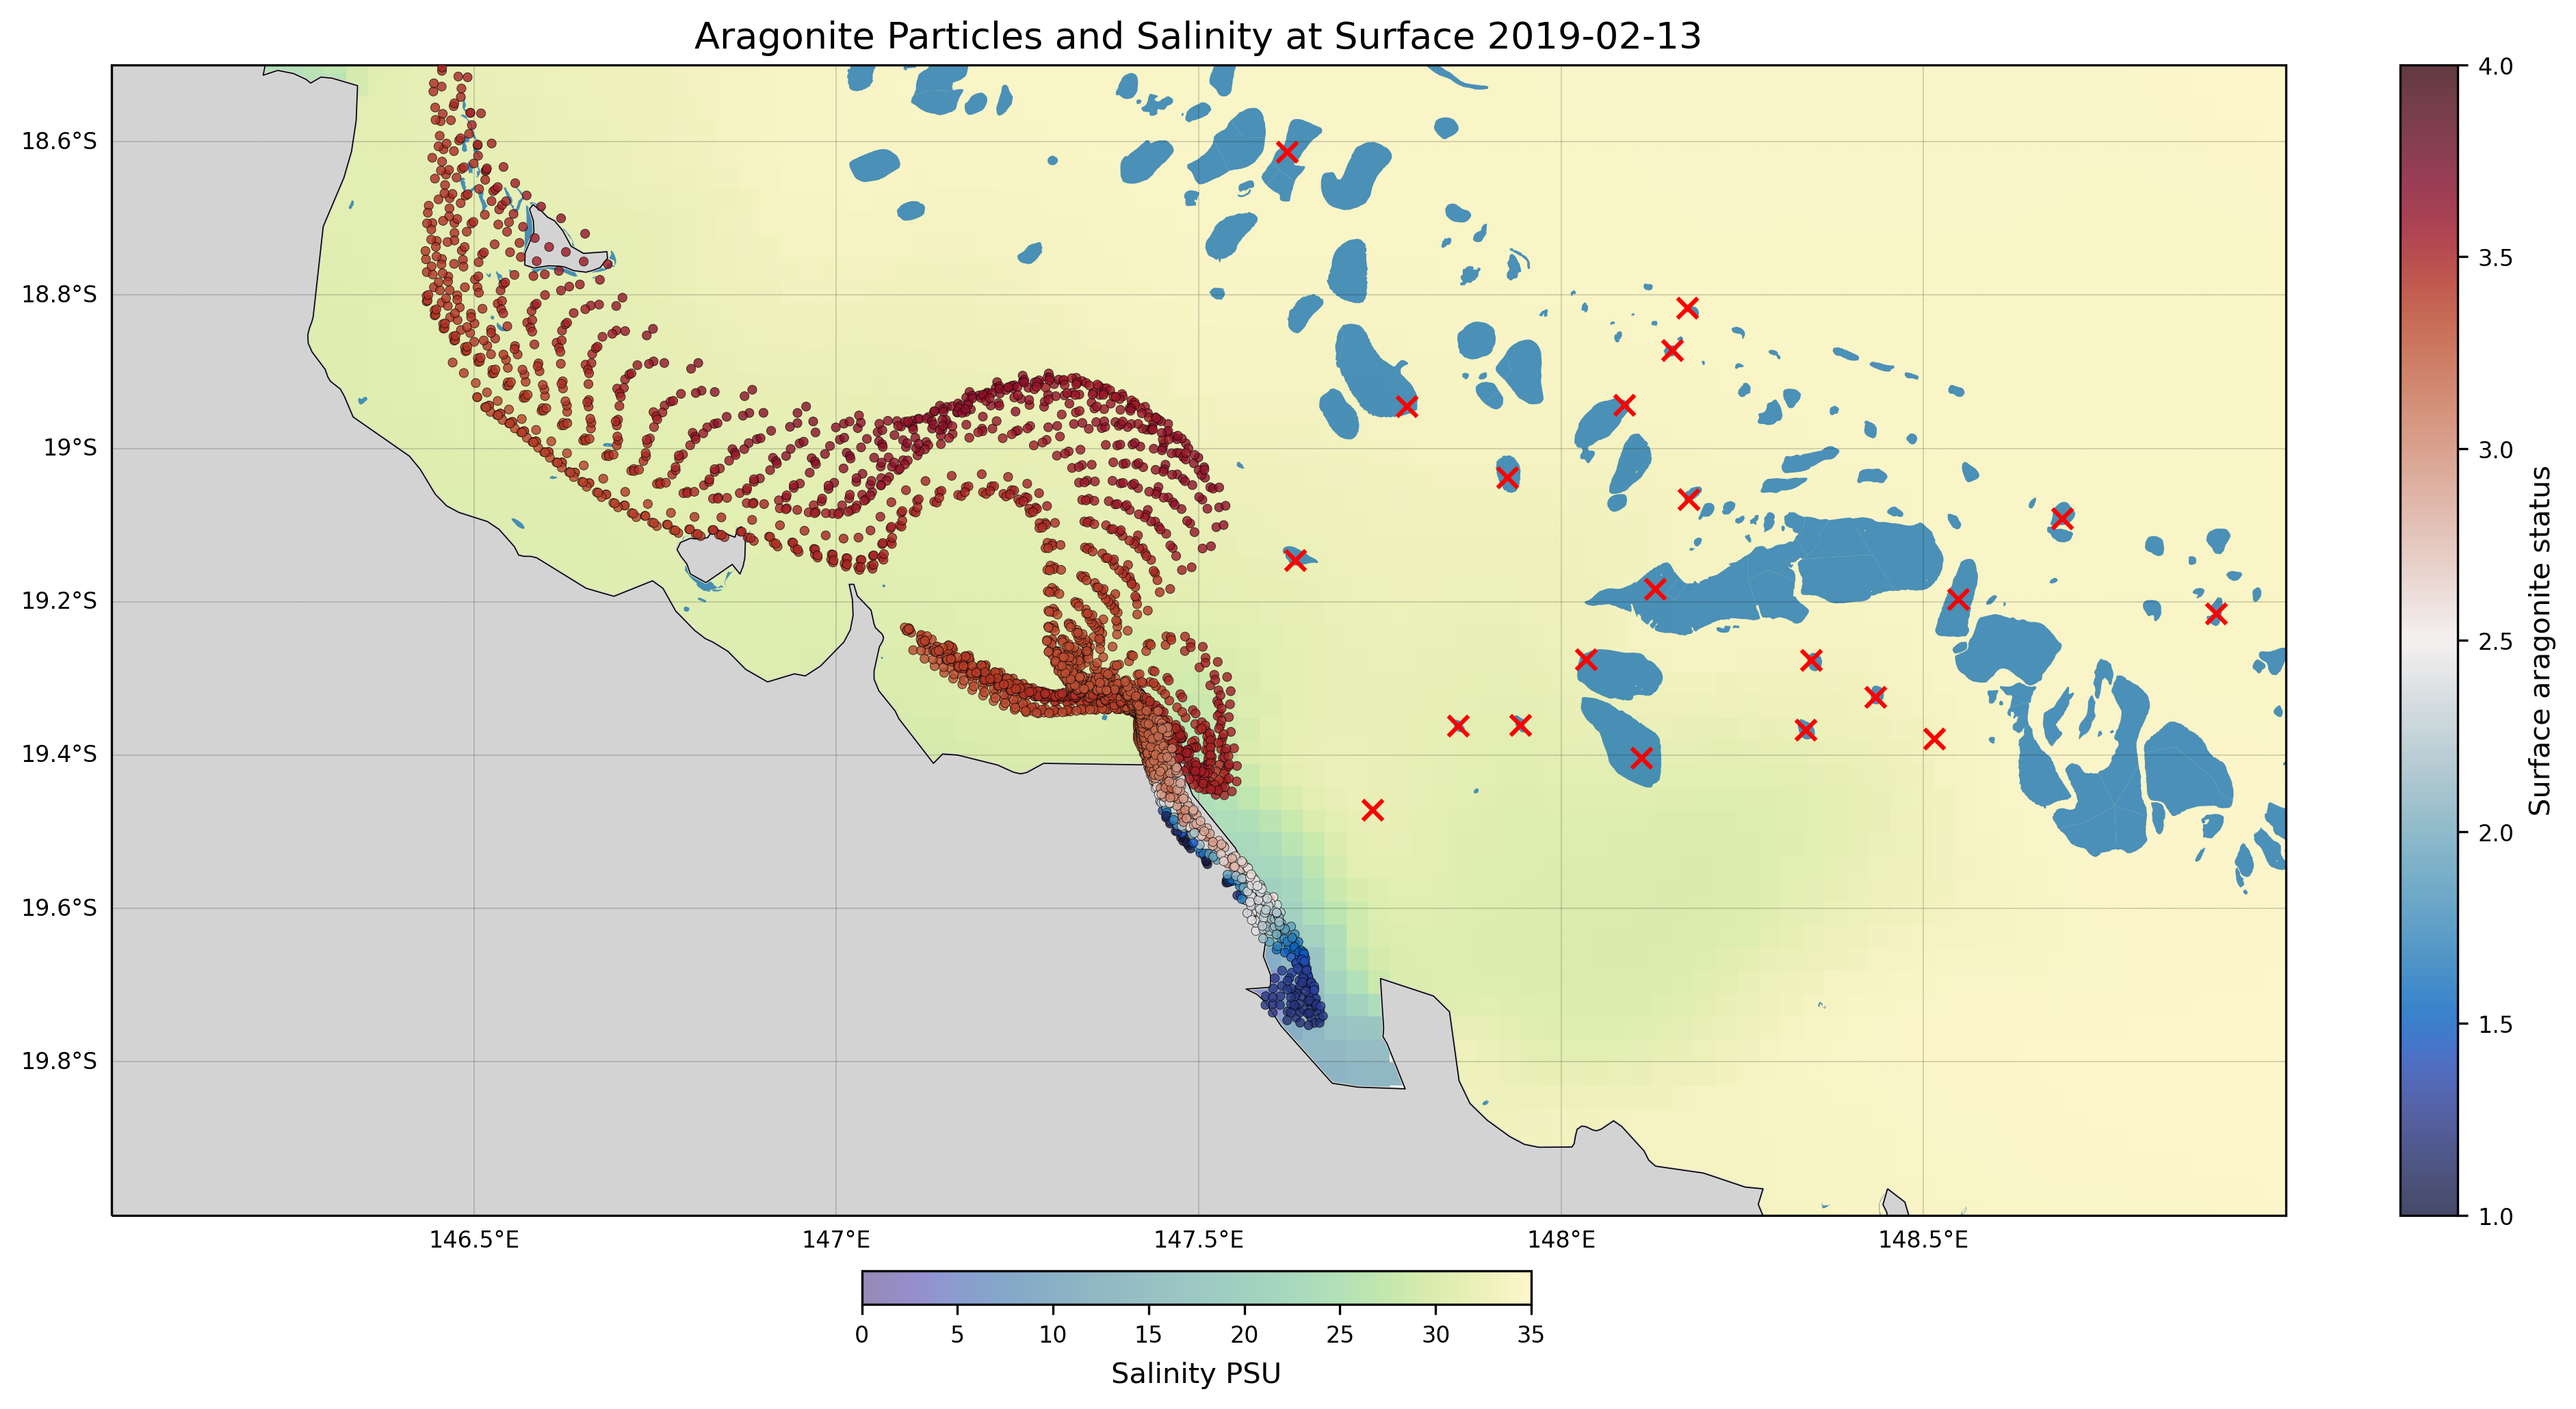 Aragonite Particles and Salinity at Surface 2019-02-13
18.6°S
18.8°S
19°S
19.2°S
19.4°S
19.6°S
19.8°S
146.5°E
147°E
147.5°E
148°E
148.5°E
4.0
3.5
3.0
2.5
2.0
1.5
1.0
Surface aragonite status
0
5
10
15
20
25
30
35
Salinity PSU